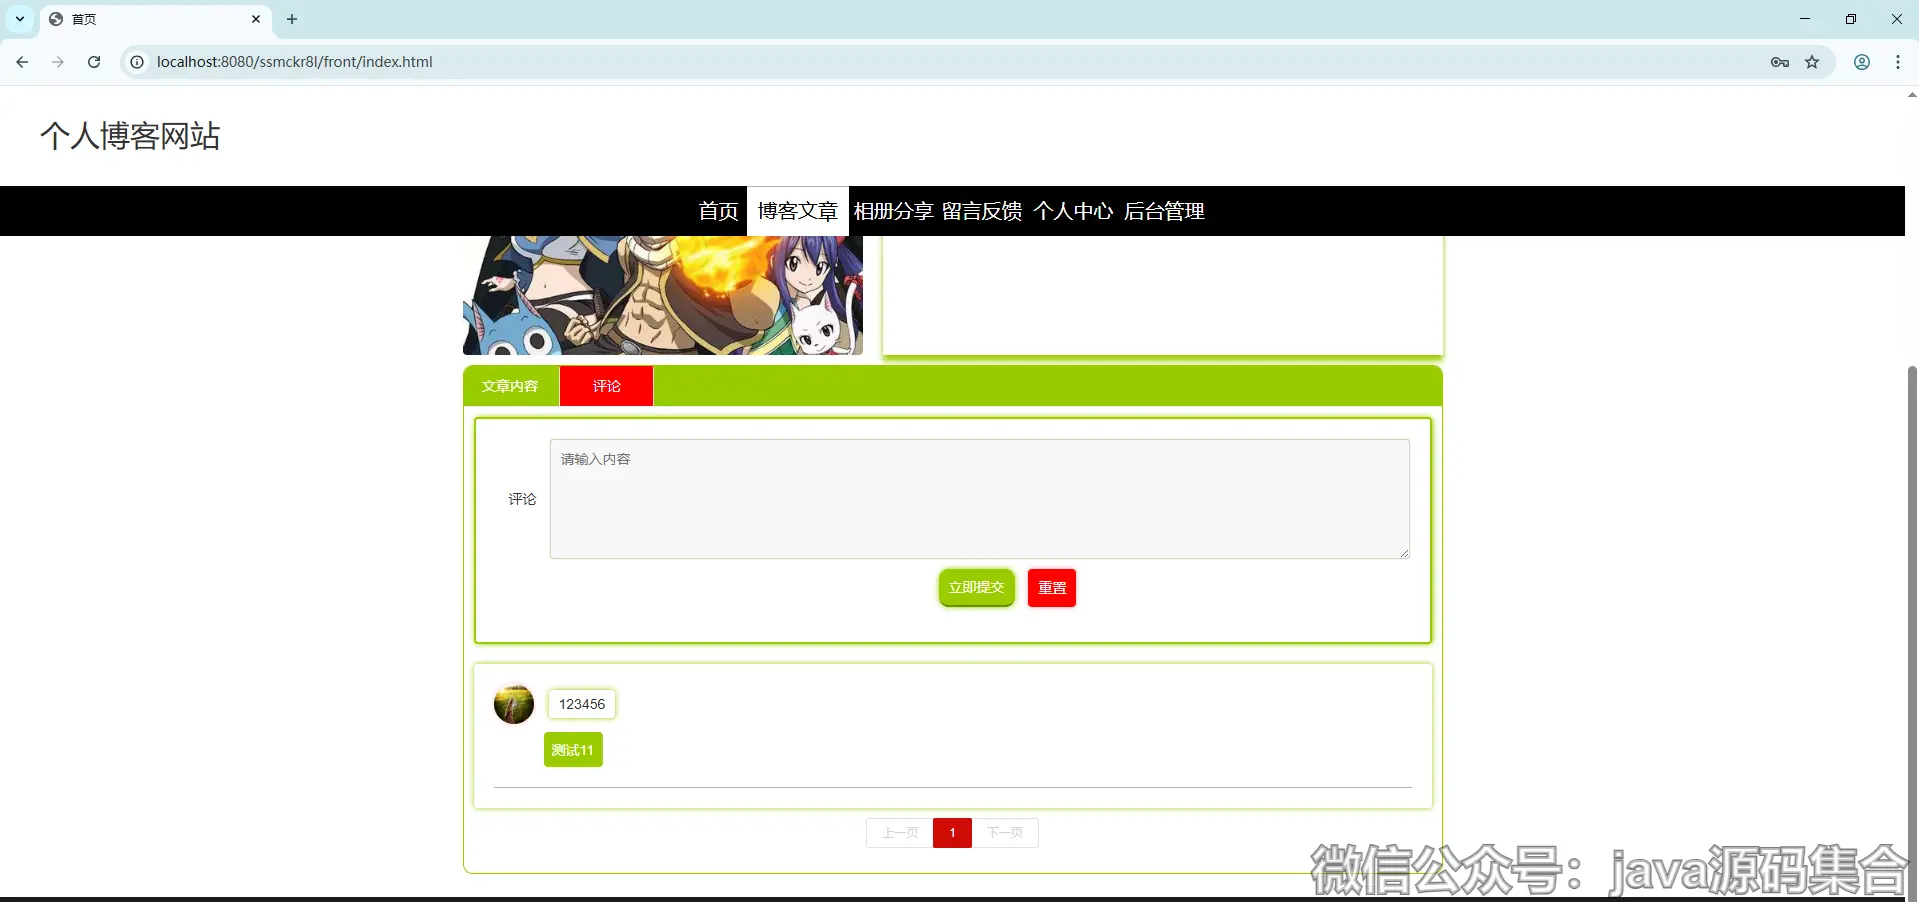 首页
localhost:8080/ssmckr8l/front/index.html
个人博客网站
首页 博客文章 相册分享 留言反馈 个人中心 后台管理
文章内容 评论
评论 请输入内容
立即提交 重置
123456
测试11
上一页 1 下一页
微信公众号：java源码集合